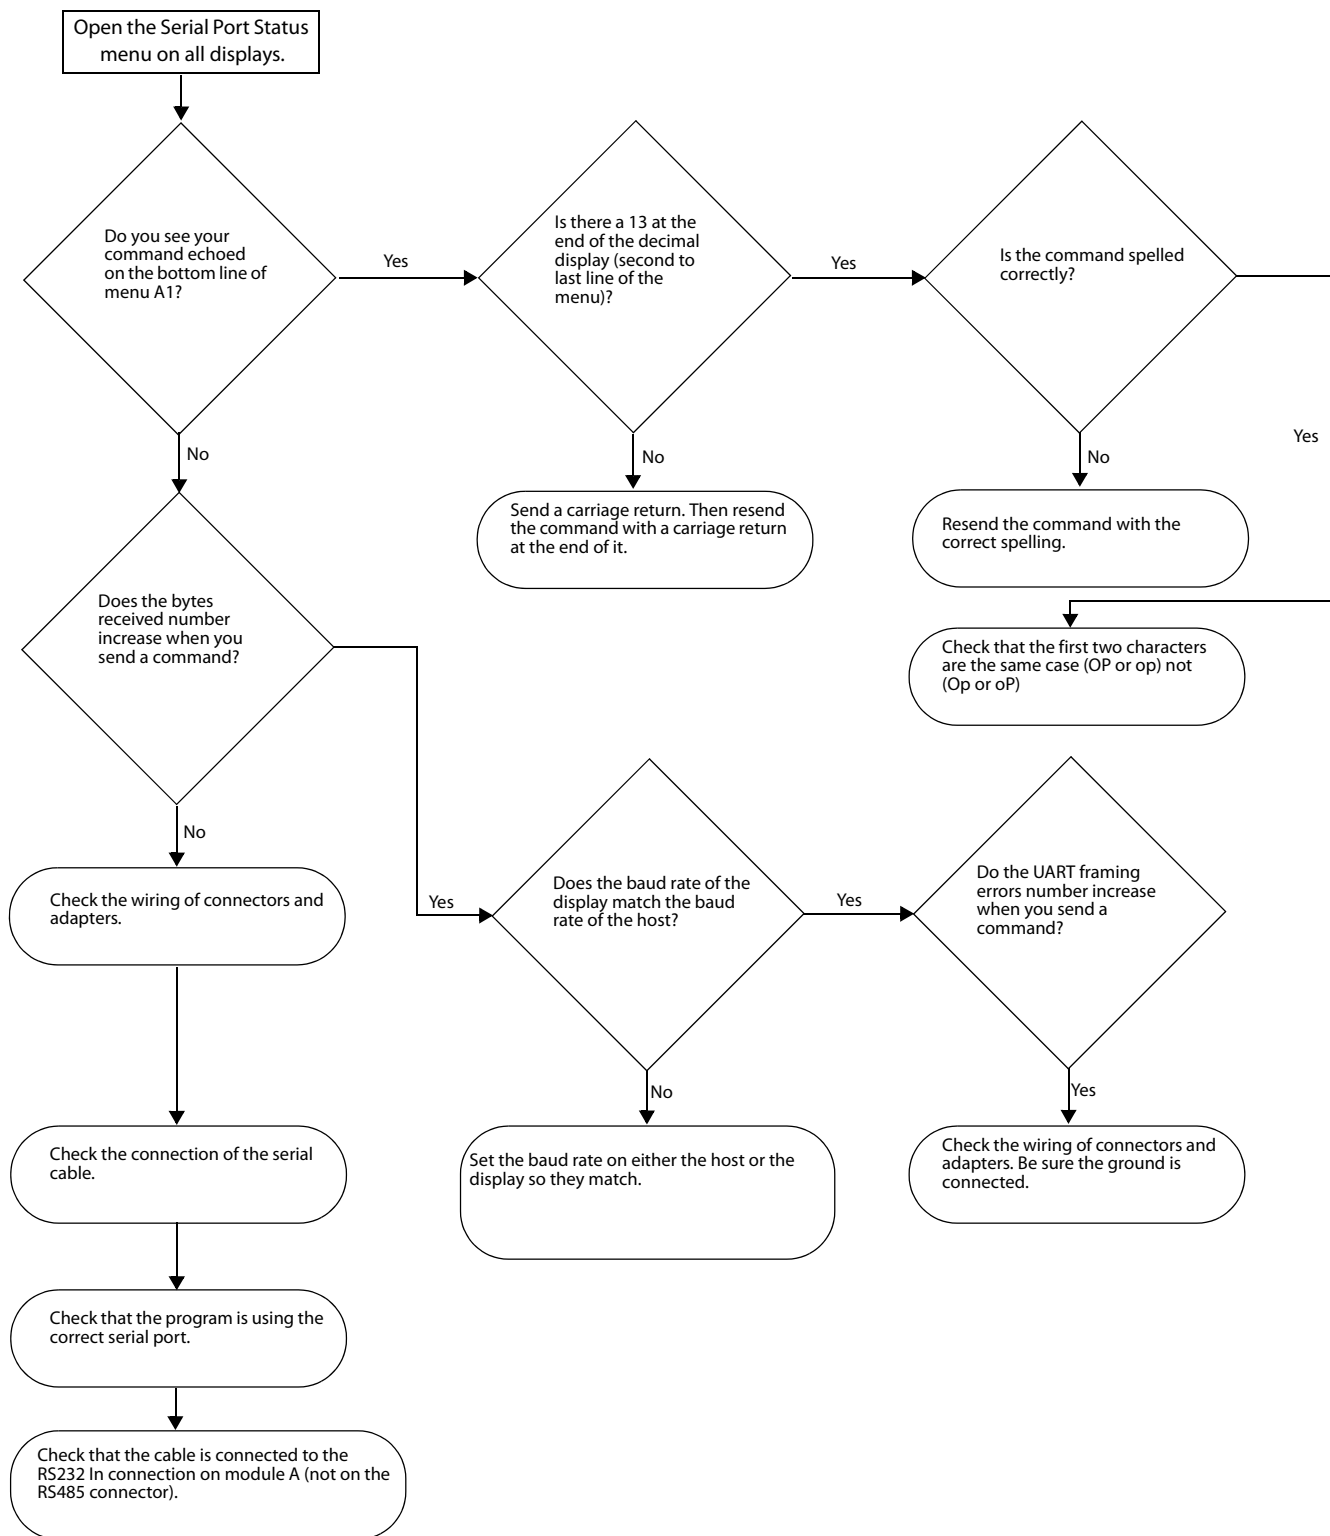 Open the Serial Port Status
menu on all displays.
Do you see your
command echoed
on the bottom line of
menu A1?
Yes
Is there a 13 at the
end of the decimal
display (second to
last line of the
menu)?
Yes
Is the command spelled
correctly?
Yes
No
No
No
Send a carriage return. Then resend
the command with a carriage return
at the end of it.
Resend the command with the
correct spelling.
Does the bytes
received number
increase when you
send a command?
Check that the first two characters
are the same case (OP or op) not
(Op or oP)
No
Yes
Does the baud rate of the
display match the baud
rate of the host?
Yes
Do the UART framing
errors number increase
when you send a
command?
Check the wiring of connectors and
adapters.
No
Yes
Check the connection of the serial
cable.
Set the baud rate on either the host or the
display so they match.
Check the wiring of connectors and
adapters. Be sure the ground is
connected.
Check that the program is using the
correct serial port.
Check that the cable is connected to the
RS232 In connection on module A (not on the
RS485 connector).